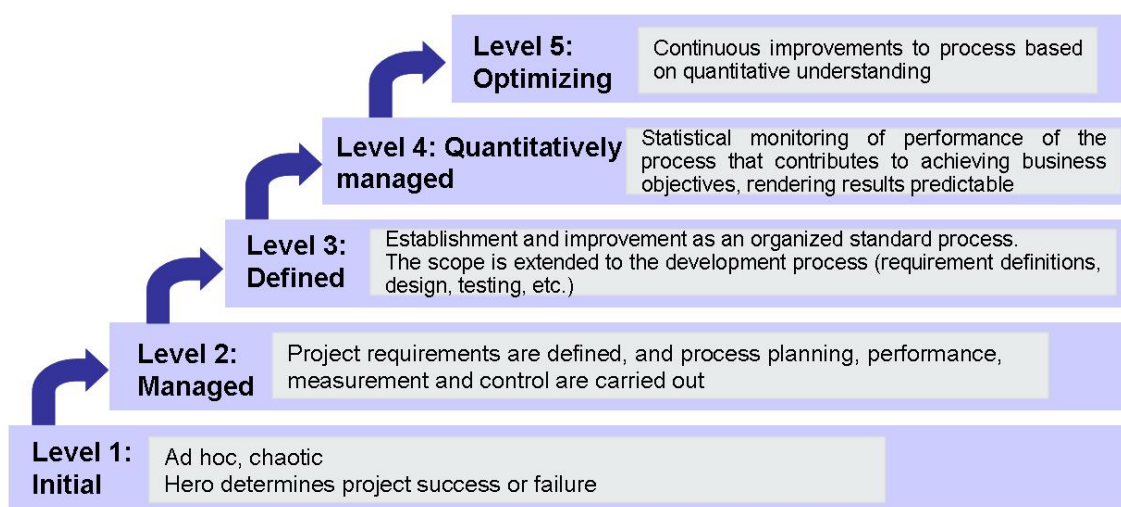 Level 5:
Optimizing
Continuous improvements to process based
on quantitative understanding
Level 4: Quantitatively
managed
Statistical monitoring of performance of the
process that contributes to achieving business
objectives, rendering results predictable
Level 3:
Defined
Establishment and improvement as an organized standard process.
The scope is extended to the development process (requirement definitions,
design, testing, etc.)
Level 2:
Managed
Project requirements are defined, and process planning, performance,
measurement and control are carried out
Level 1:
Initial
Ad hoc, chaotic
Hero determines project success or failure